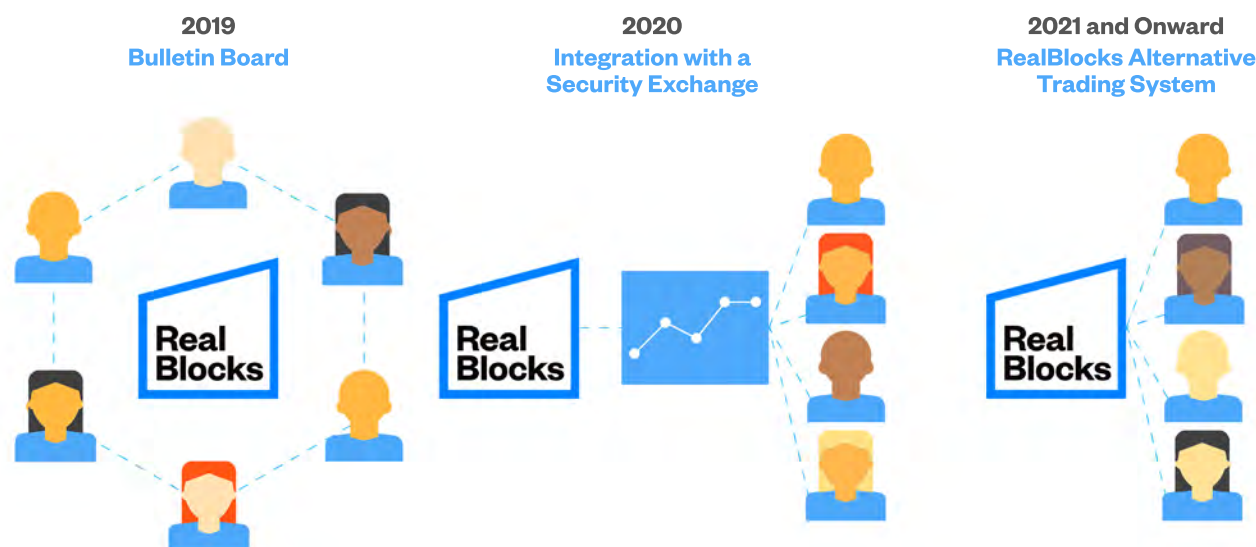 2019
Bulletin Board
2020
Integration with a
Security Exchange
2021 and Onward
RealBlocks Alternative
Trading System
Real
Blocks
Real
Blocks
Real
Blocks